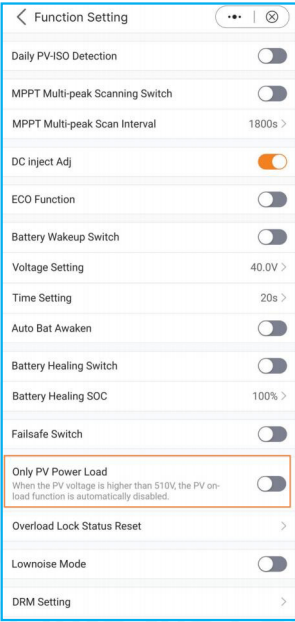 Function Setting
Daily PV-ISO Detection
MPPT Multi-peak Scanning Switch
MPPT Multi-peak Scan Interval 1800s >
DC inject Adj
ECO Function
Battery Wakeup Switch
Voltage Setting 40.0V >
Time Setting 20s >
Auto Bat Awaken
Battery Healing Switch
Battery Healing SOC 100% >
Failsafe Switch
Only PV Power Load
When the PV voltage is higher than 510V, the PV on-
load function is automatically disabled.
Overload Lock Status Reset >
Lownoise Mode
DRM Setting >